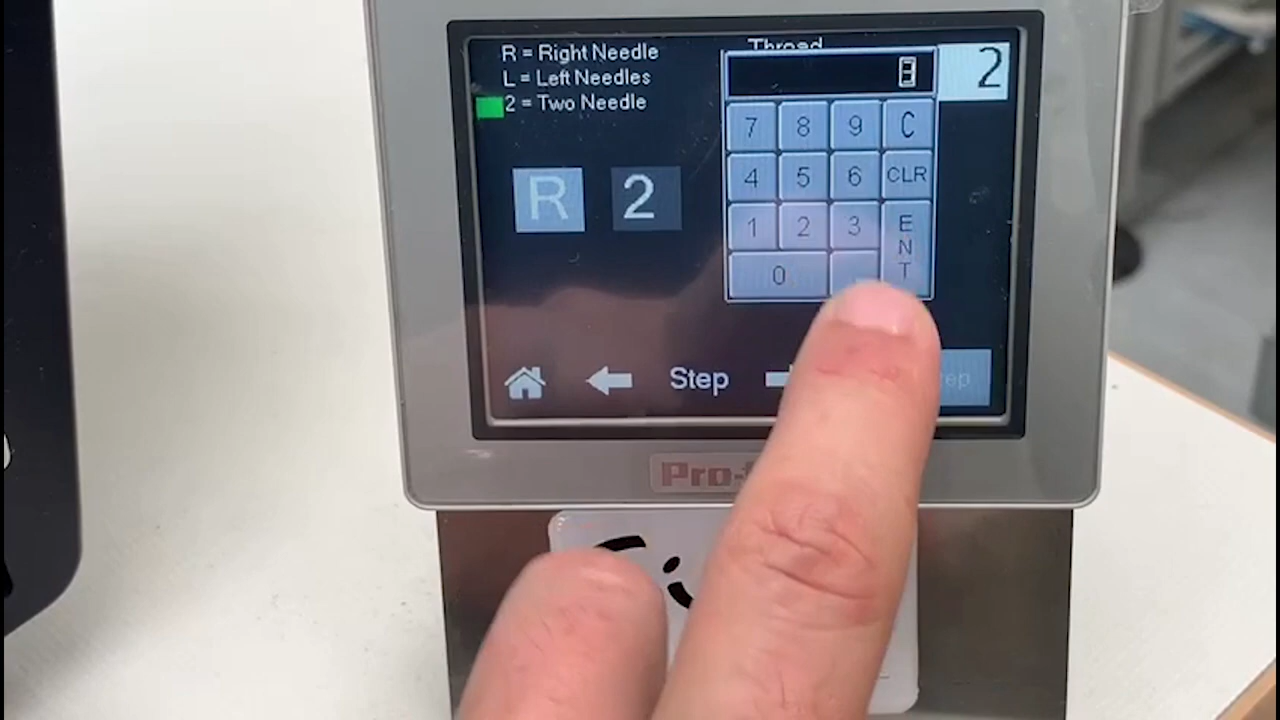 R = Right Needle
L = Left Needles
2 = Two Needle
Thread
8
2
7 8 9 C
4 5 6 CLR
1 2 3 ENT
0
R 2
Step